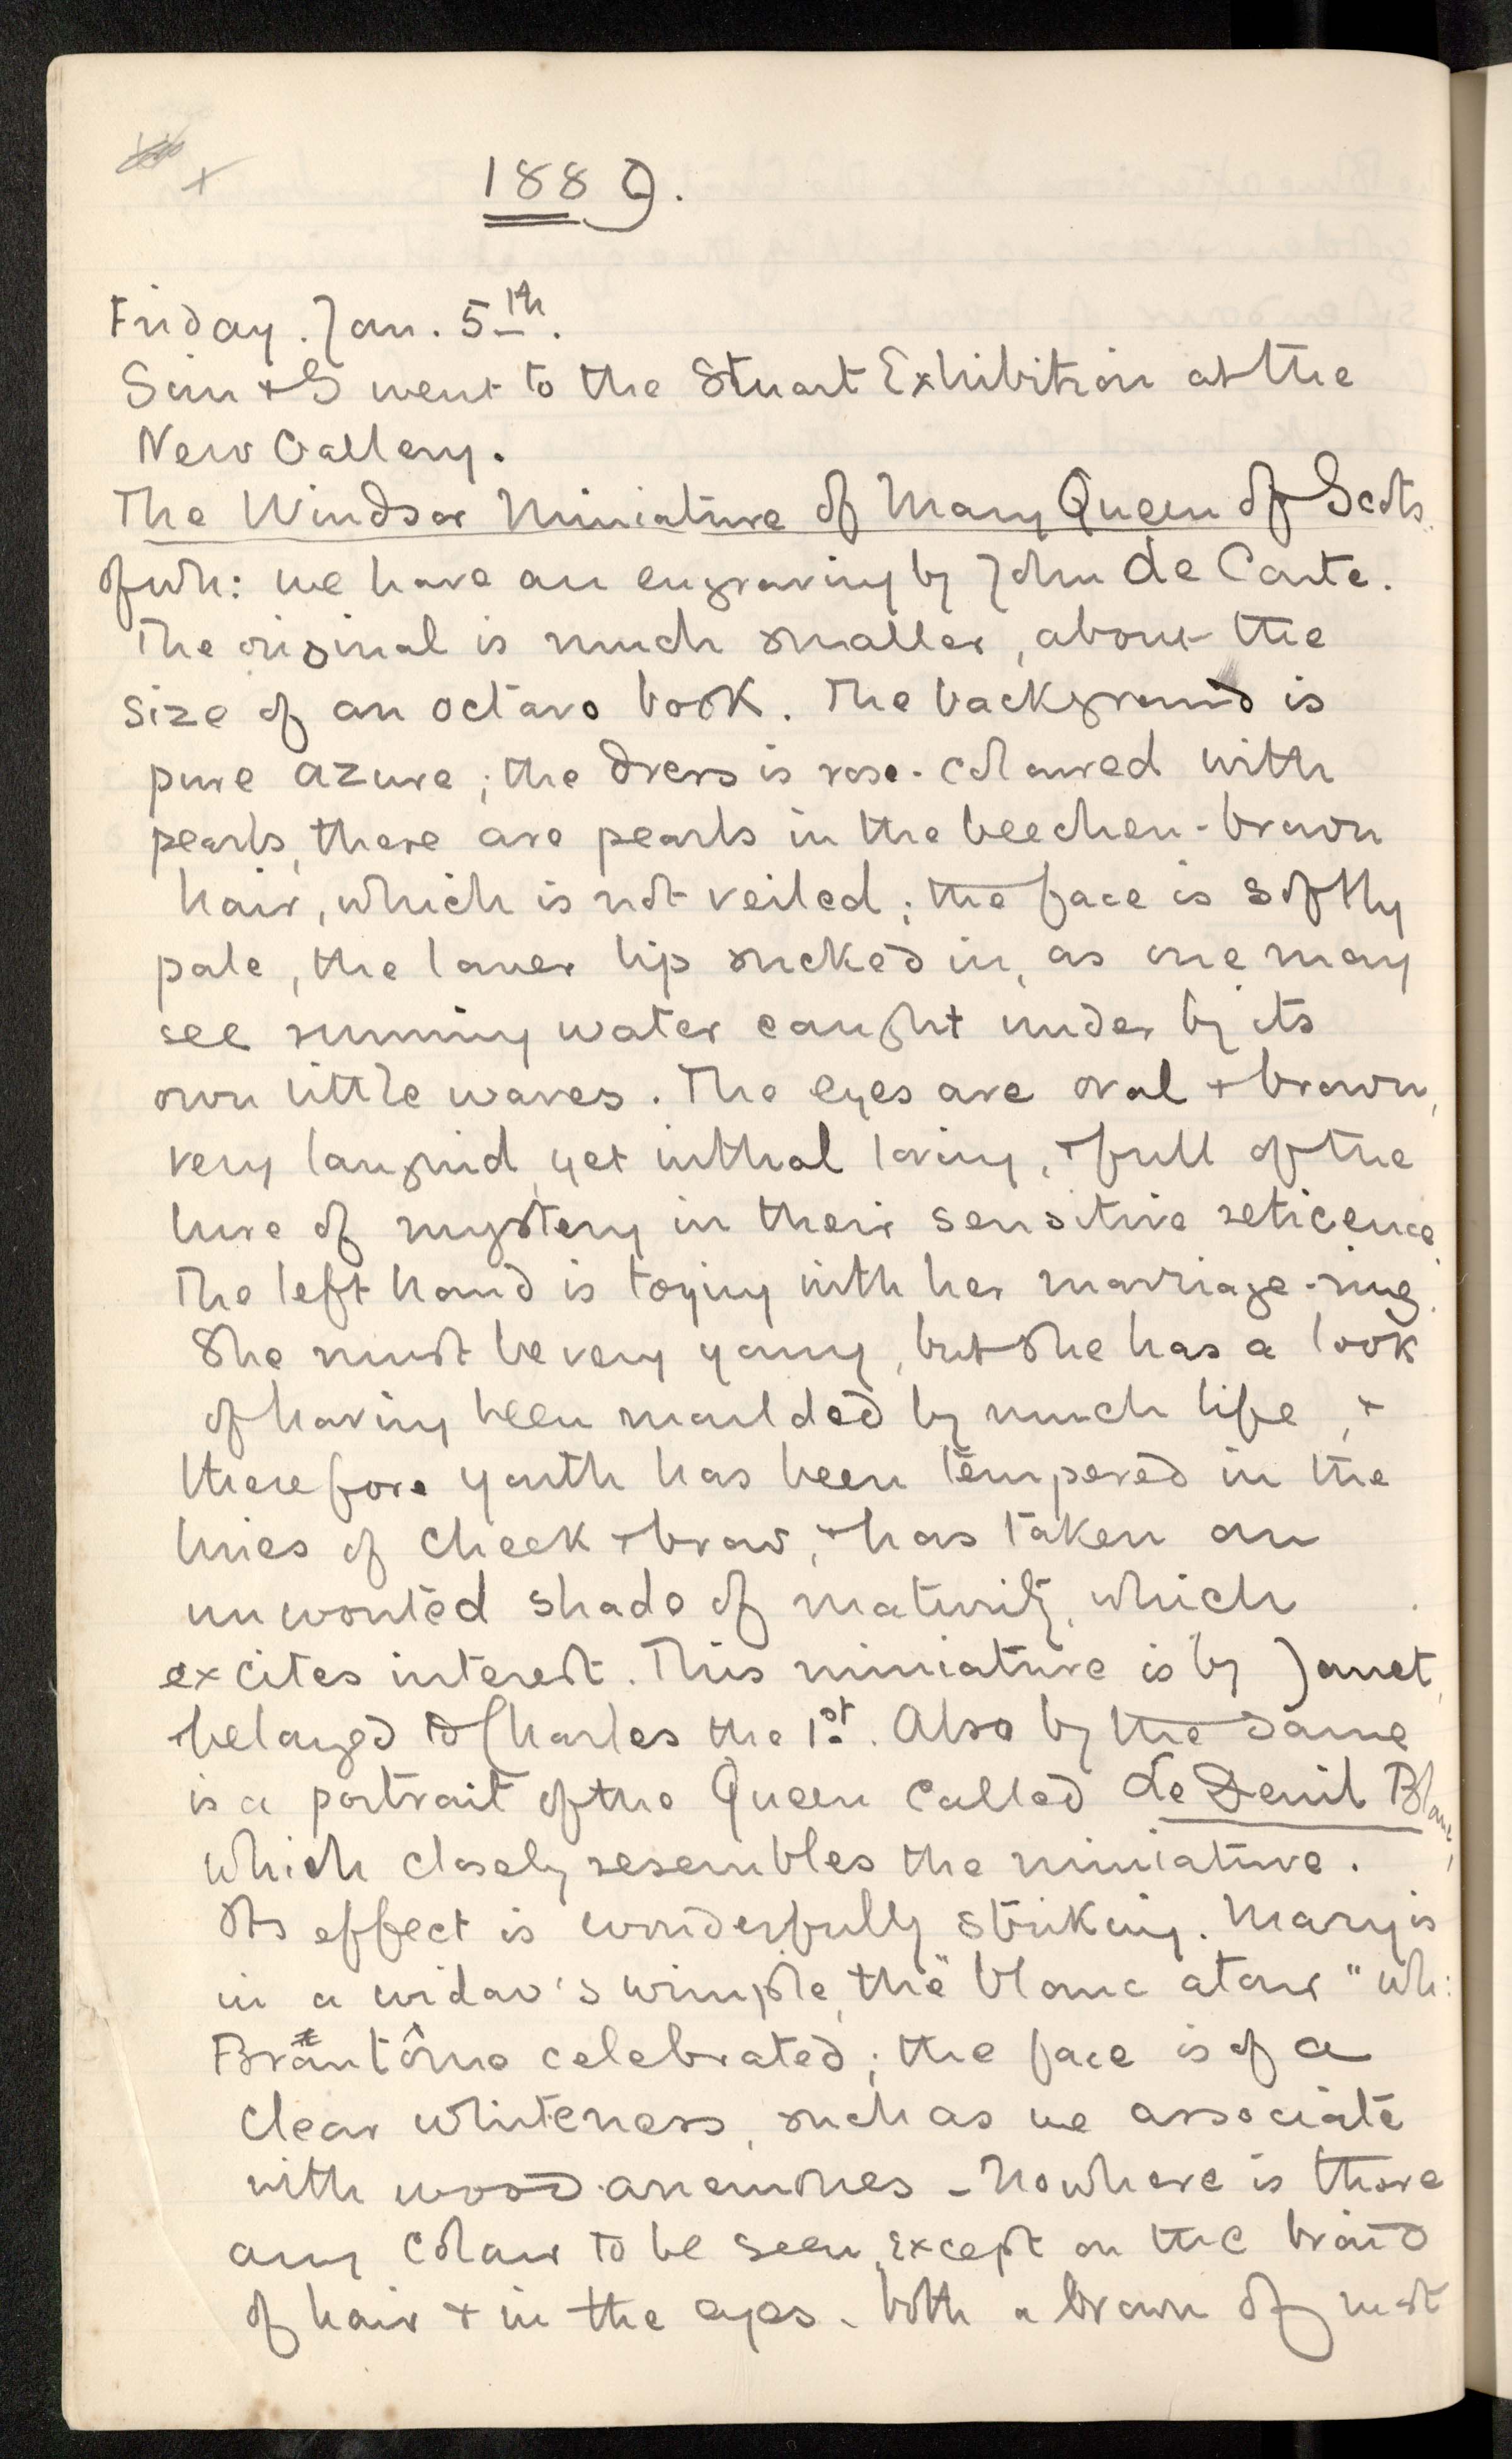 1889.
Friday. Jan. 5th.
Sim + S went to the Stuart Exhibition at the
New Gallery.
The Windsor Miniature of Mary Queen of Scots.
of wh: we have an engraving by John de Carte.
The original is much smaller, about the
size of an octavo book. The background is
pure azure; the dress is rose-coloured with
pearls, there are pearls in the beechen-brown
hair, which is not veiled; the face is softly
pale, the lower lip sucked in, as one may
see running water caught under by its
own little waves. The eyes are oval + brown,
very languid, yet withal loving, + full of the
lure of mystery in their sensitive reticence.
The left hand is toying with her marriage-ring.
She must be very young, but she has a look
of having been moulded by much life, +
therefore youth has been tempered in the
lines of cheek + brow, + has taken an
unwonted shade of maturity, which
excites interest. This miniature is by Janet,
+ belonged to Charles the 1st. Also by the same
is a portrait of the Queen called de Deuil Blanc,
which closely resembles the miniature.
Its effect is wonderfully striking. Mary is
in a widow's wimple, the "blanc atour" wh:
Brantôme celebrated; the face is of a
clear whiteness, such as we associate
with wood-anemones - Nowhere is there
any colour to be seen, except on the braid
of hair + in the eyes. both a brown of